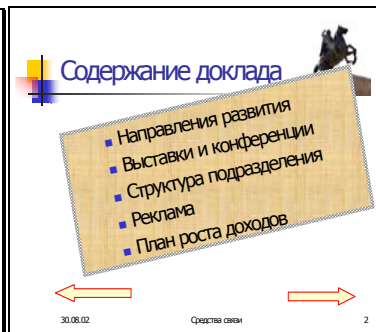 Содержание доклада
Направления развития
Выставки и конференции
Структура подразделения
Реклама
План роста доходов
30.08.02 Средства связи 2